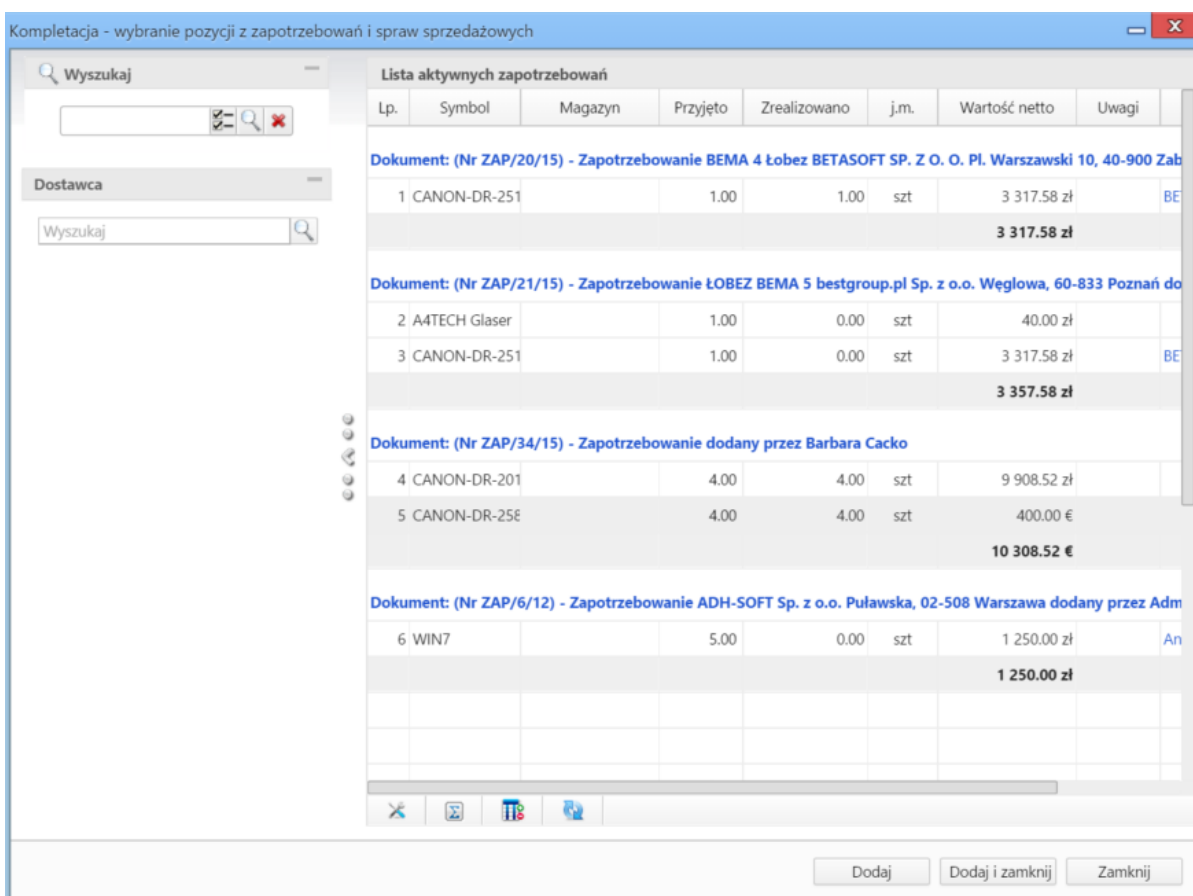 Kompletacja - wybranie pozycji z zapotrzebowań i spraw sprzedażowych
Wyszukaj
Dostawca
Wyszukaj
Lista aktywnych zapotrzebowań
Lp. Symbol Magazyn Przyjęto Zrealizowano j.m. Wartość netto Uwagi
Dokument: (Nr ZAP/20/15) - Zapotrzebowanie BEMA 4 Łobez BETASOFT SP. Z O. O. Pl. Warszawski 10, 40-900 Zab
1 CANON-DR-251 1.00 1.00 szt 3 317.58 zł BE
3 317.58 zł
Dokument: (Nr ZAP/21/15) - Zapotrzebowanie ŁOBEZ BEMA 5 bestgroup.pl Sp. z o.o. Węglowa, 60-833 Poznań do
2 A4TECH Glaser 1.00 0.00 szt 40.00 zł
3 CANON-DR-251 1.00 0.00 szt 3 317.58 zł BE
3 357.58 zł
Dokument: (Nr ZAP/34/15) - Zapotrzebowanie dodany przez Barbara Cacko
4 CANON-DR-201 4.00 4.00 szt 9 908.52 zł
5 CANON-DR-258 4.00 4.00 szt 400.00 €
10 308.52 €
Dokument: (Nr ZAP/6/12) - Zapotrzebowanie ADH-SOFT Sp. z o.o. Puławska, 02-508 Warszawa dodany przez Adm
6 WIN7 5.00 0.00 szt 1 250.00 zł An
1 250.00 zł
Dodaj Dodaj i zamknij Zamknij